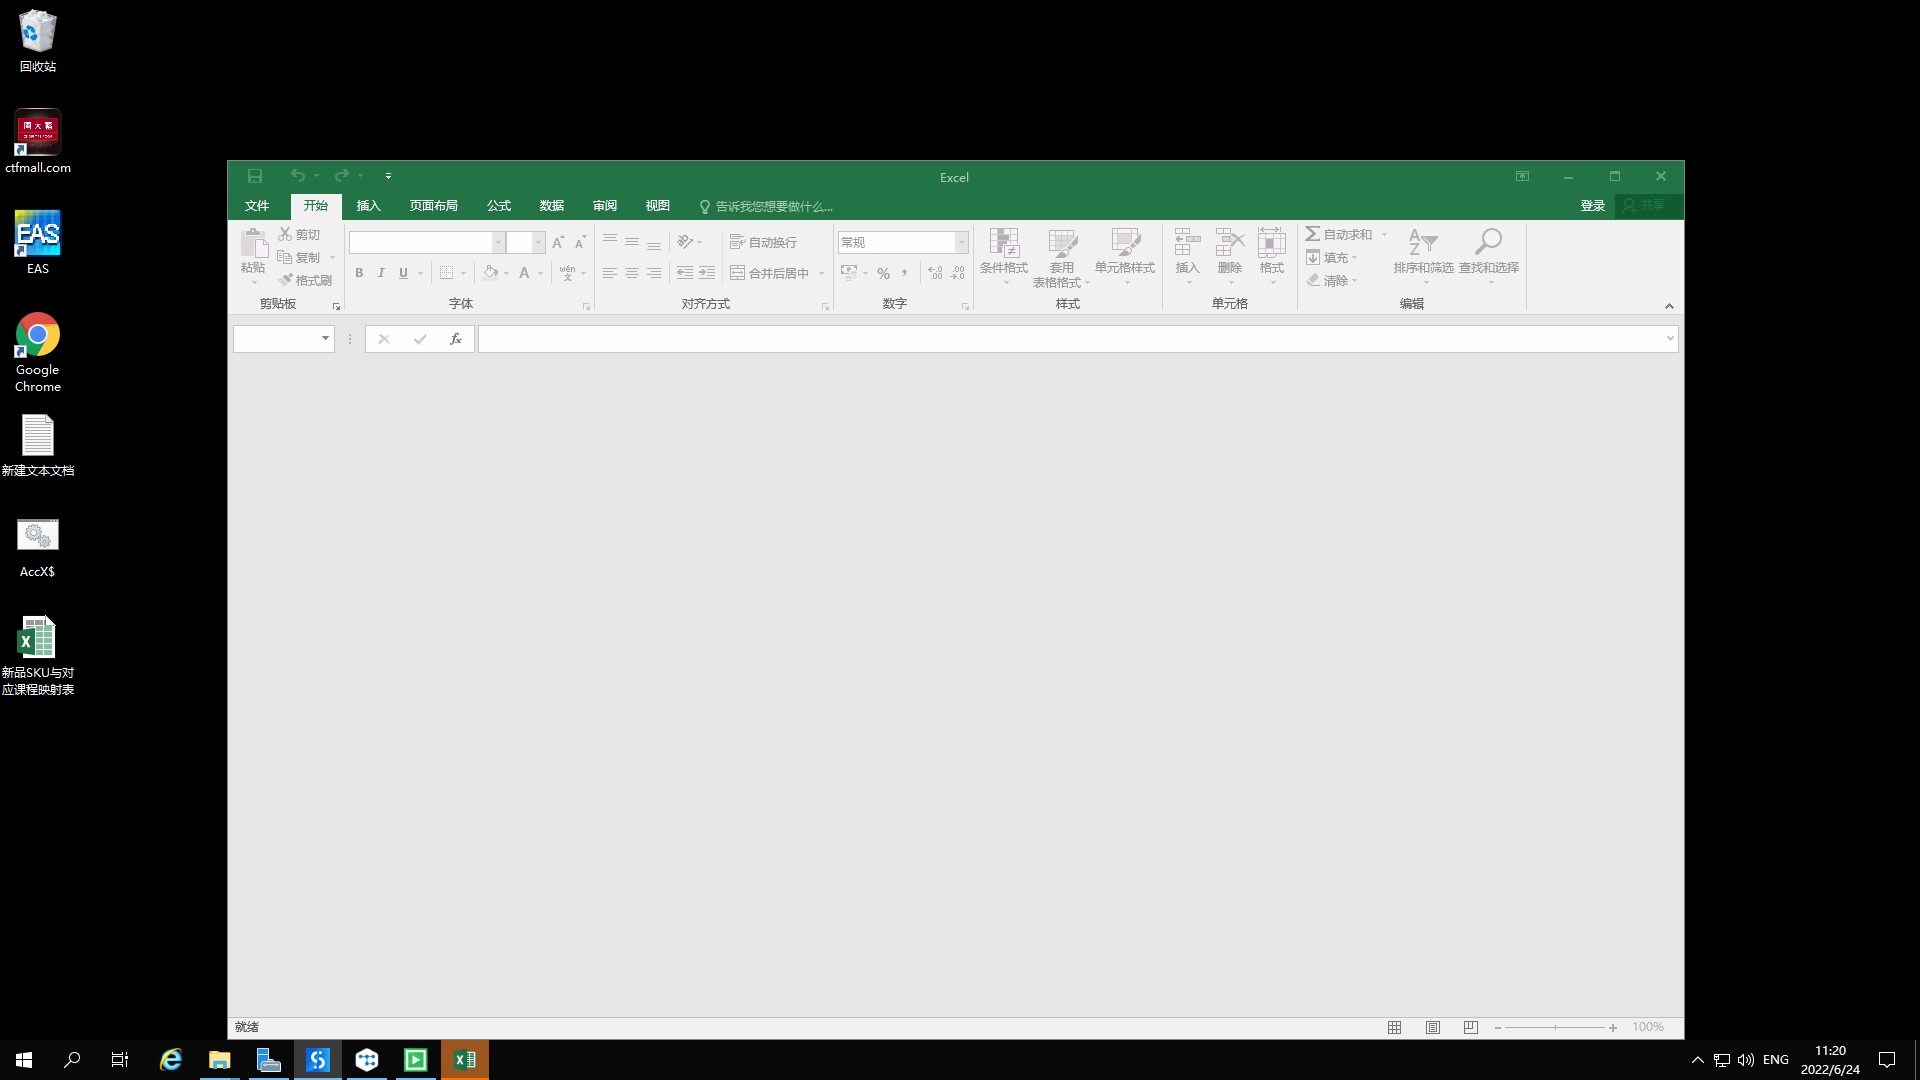 回收站
ctfmall.com
EAS
EAS
Google
Chrome
新建文本文档
AccX$
新品SKU与对
应课程映射表
Excel
文件 开始 插入 页面布局 公式 数据 审阅 视图 告诉我您想要做什么... 登录 共享
粘贴 剪切 复制 格式刷 剪贴板
B I U A wén 文 字体
自动换行
合并后居中
对齐方式
常规
% , 数字
条件格式 套用 表格格式 单元格样式
样式
插入 删除 格式
单元格
自动求和
填充
清除
排序和筛选 查找和选择
编辑
fx
就绪
100%
ENG
11:20
2022/6/24